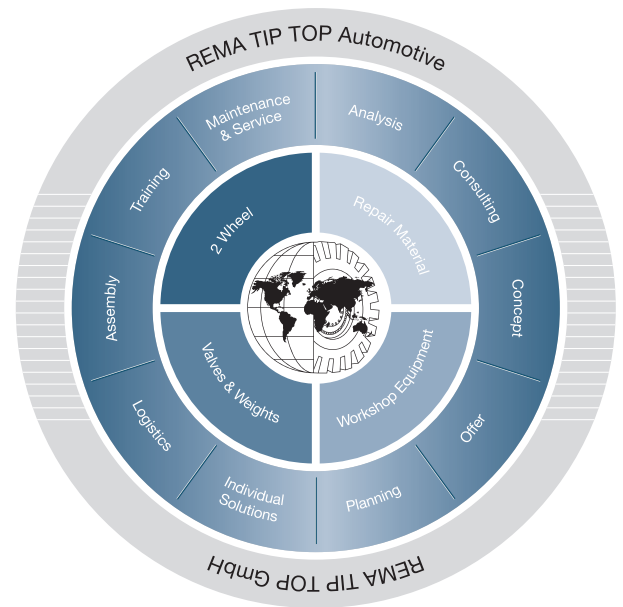 REMA TIP TOP Automotive
Analysis
Consulting
Concept
Offer
Planning
Individual
Solutions
Logistics
Assembly
Training
Maintenance
& Service
2 Wheel
Repair Material
Workshop Equipment
Valves & Weights
REMA TIP TOP GmbH